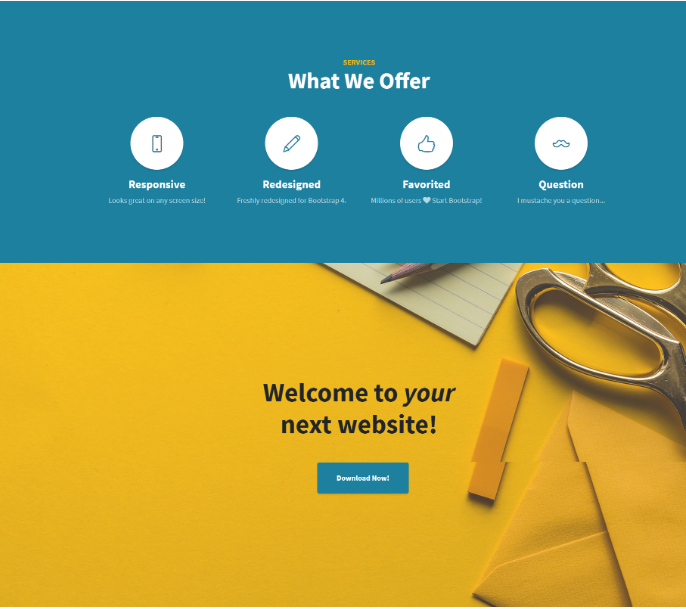 SERVICES
What We Offer
Responsive
Redesigned
Favorited
Question
Looks great on any screen size!
Freshly redesigned for Bootstrap 4.
Millions of users ♥ Start Bootstrap!
I mustache you a question...
Welcome to your
next website!
Download Now!